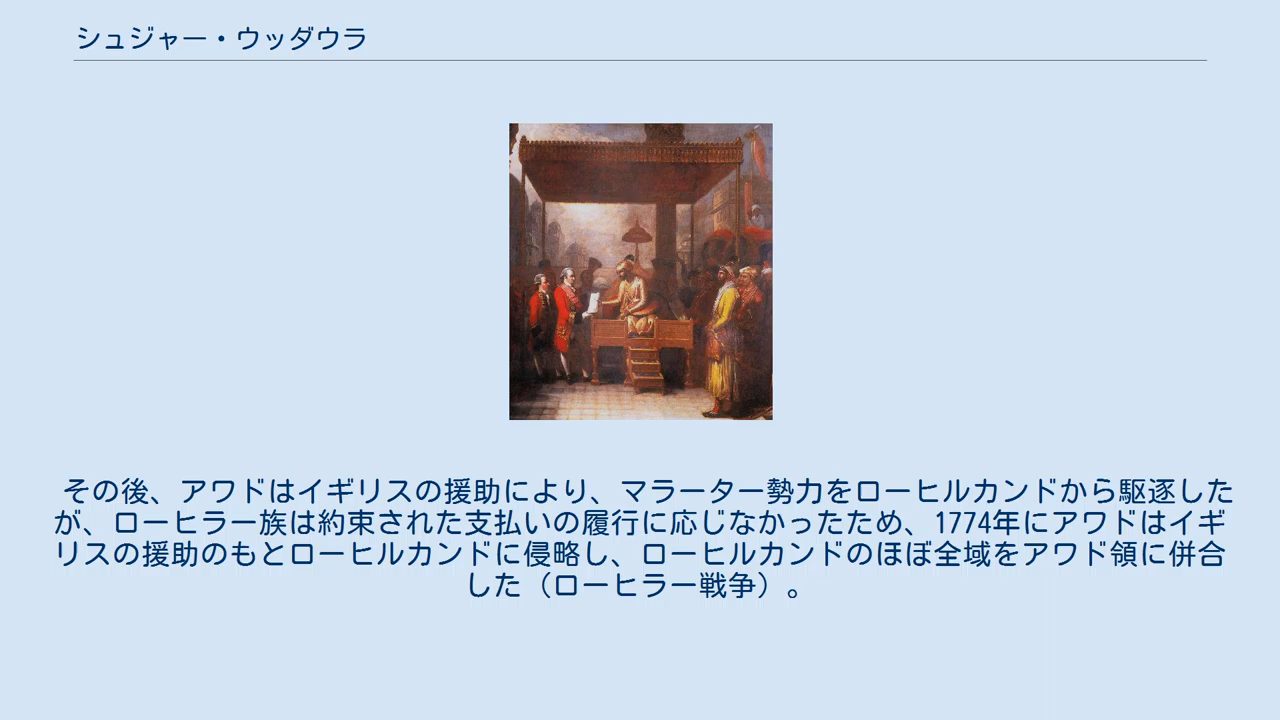 シュジャー・ウッダウラ
その後、アワドはイギリスの援助により、マラーター勢力をローヒルカンドから駆逐した
が、ローヒラー族は約束された支払いの履行に応じなかったため、1774年にアワドはイギ
リスの援助のもとローヒルカンドに侵略し、ローヒルカンドのほぼ全域をアワド領に併合
した（ローヒラー戦争）。